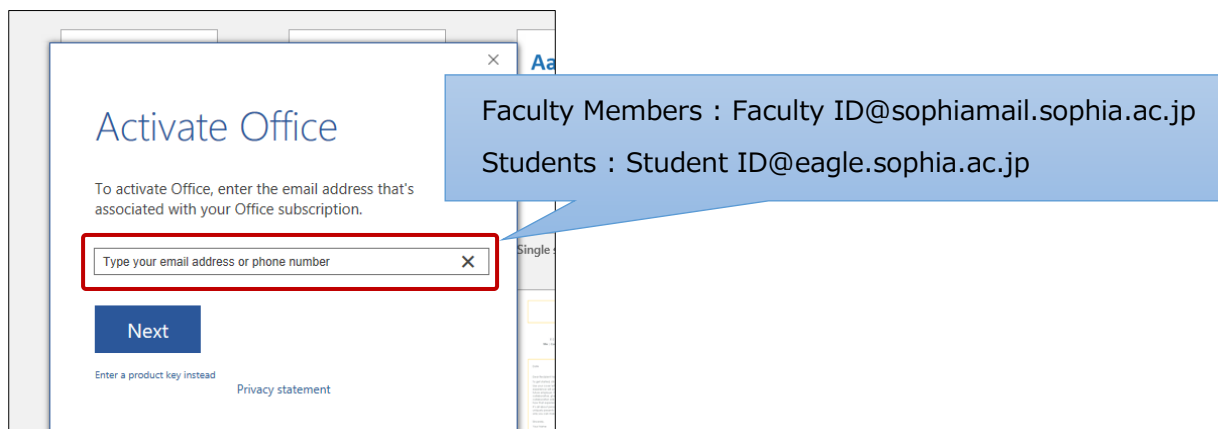 Aa
Activate Office
Faculty Members : Faculty ID@sophiamail.sophia.ac.jp
Students : Student ID@eagle.sophia.ac.jp
To activate Office, enter the email address that's
associated with your Office subscription.
Type your email address or phone number
Single
Next
Enter a product key instead
Privacy statement